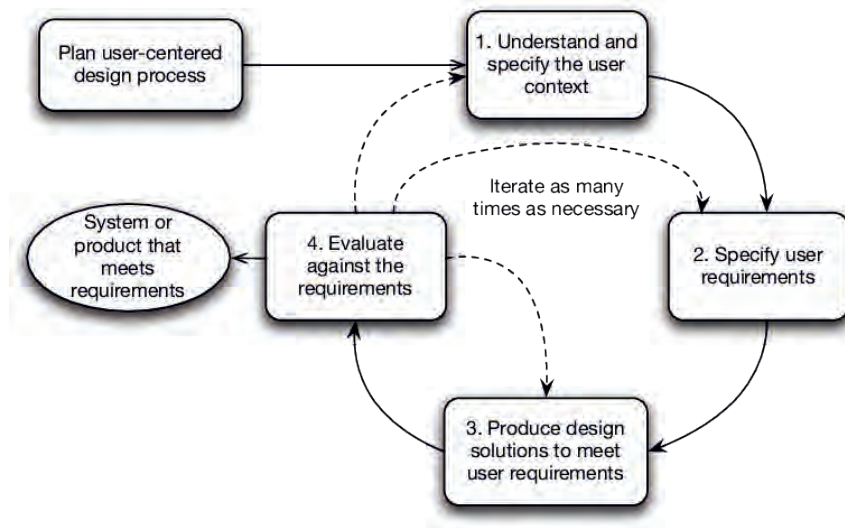 Plan user-centered
design process
1. Understand and
specify the user
context
Iterate as many
times as necessary
System or
product that
meets
requirements
4. Evaluate
against the
requirements
2. Specify user
requirements
3. Produce design
solutions to meet
user requirements